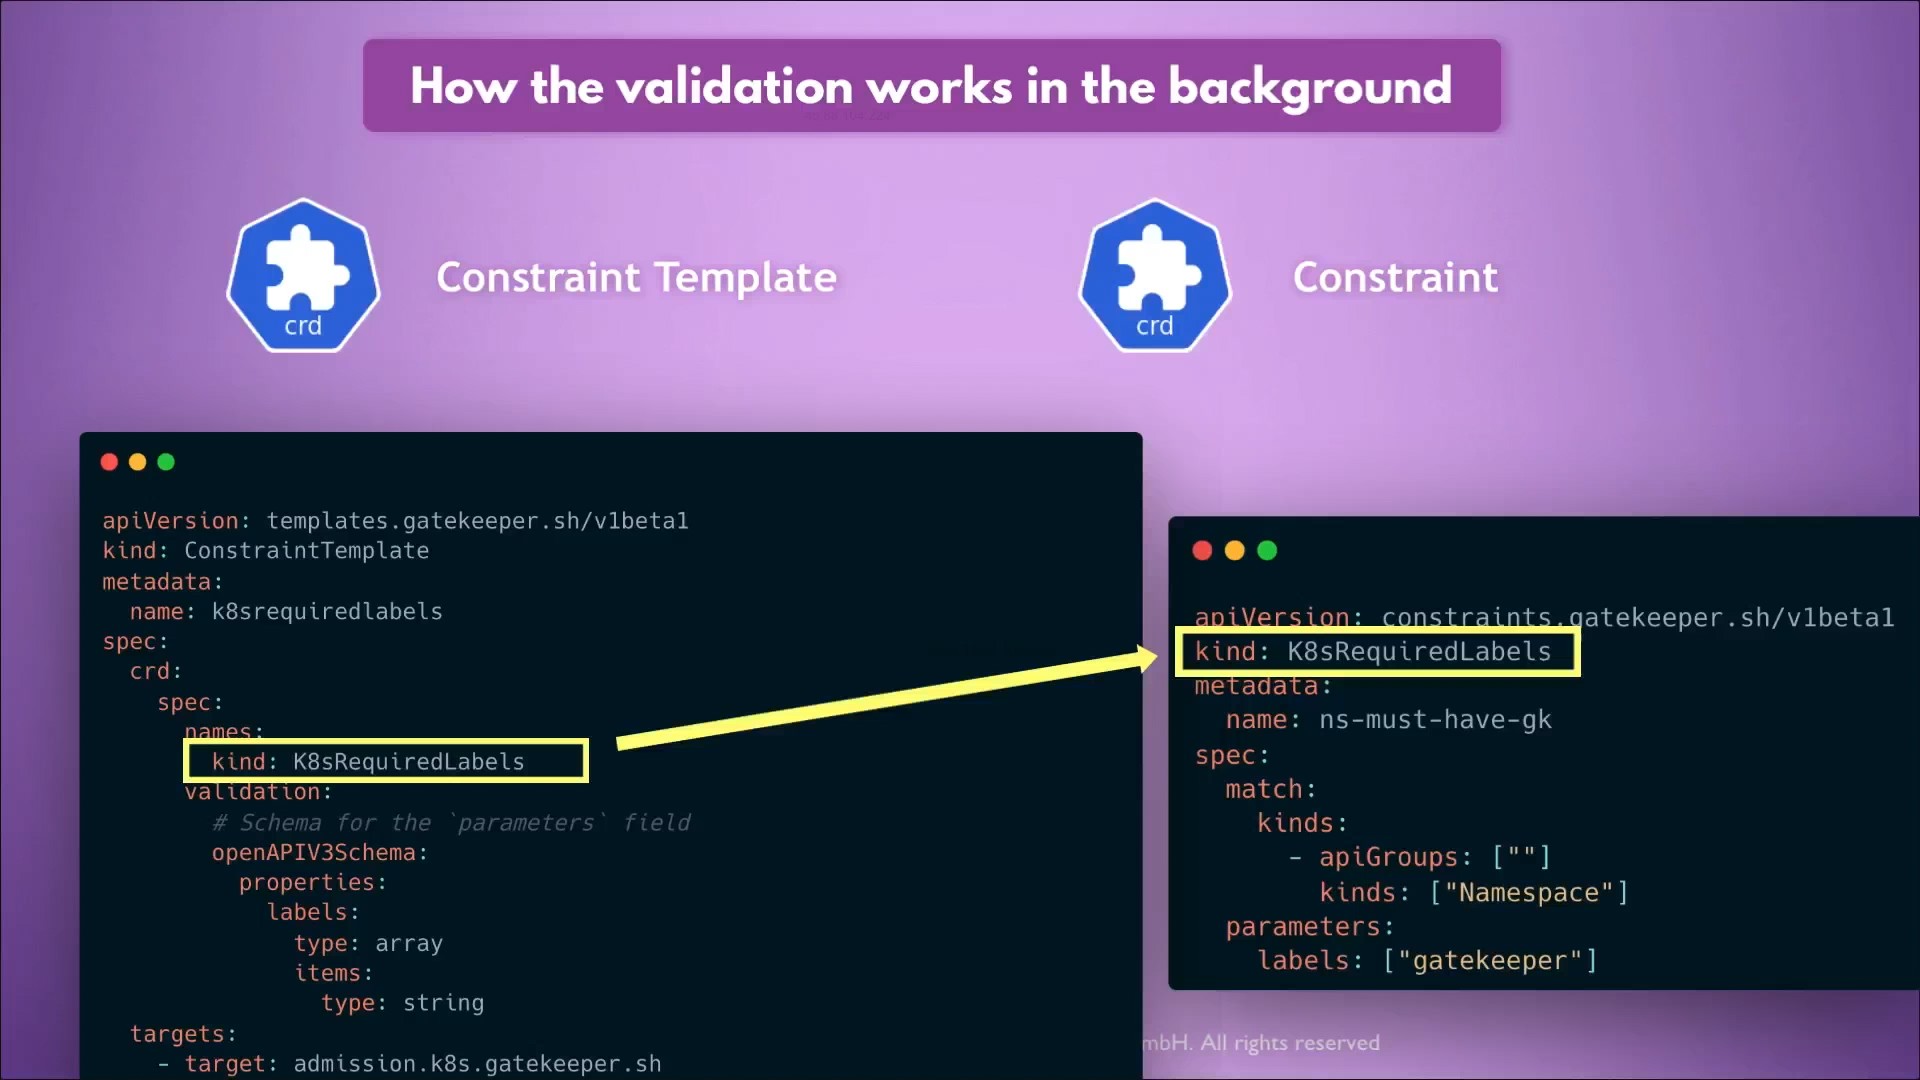 How the validation works in the background
crd
Constraint Template
crd
Constraint
apiVersion: templates.gatekeeper.sh/v1beta1
kind: ConstraintTemplate
metadata:
  name: k8srequiredlabels
spec:
  crd:
    spec:
      names:
        kind: K8sRequiredLabels
      validation:
        # Schema for the `parameters` field
        openAPIV3Schema:
          properties:
            labels:
              type: array
              items:
                type: string
  targets:
    - target: admission.k8s.gatekeeper.sh
apiVersion: constraints.gatekeeper.sh/v1beta1
kind: K8sRequiredLabels
metadata:
  name: ns-must-have-gk
spec:
  match:
    kinds:
      - apiGroups: [""]
        kinds: ["Namespace"]
  parameters:
    labels: ["gatekeeper"]
mbH. All rights reserved